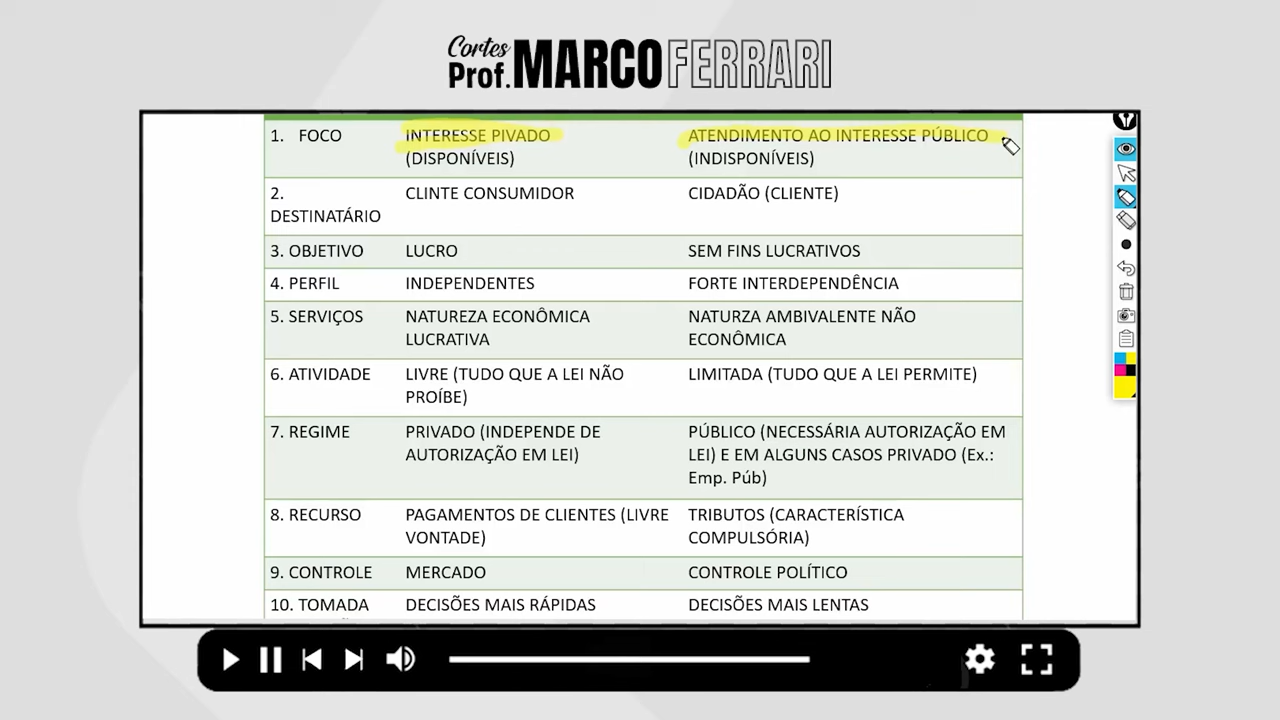 Cortes
Prof. MARCO FERRARI
1. FOCO INTERESSE PIVADO ATENDIMENTO AO INTERESSE PÚBLICO
(DISPONÍVEIS) (INDISPONÍVEIS)
2. CLINTE CONSUMIDOR CIDADÃO (CLIENTE)
DESTINATÁRIO
3. OBJETIVO LUCRO SEM FINS LUCRATIVOS
4. PERFIL INDEPENDENTES FORTE INTERDEPENDÊNCIA
5. SERVIÇOS NATUREZA ECONÔMICA NATURZA AMBIVALENTE NÃO
LUCRATIVA ECONÔMICA
6. ATIVIDADE LIVRE (TUDO QUE A LEI NÃO LIMITADA (TUDO QUE A LEI PERMITE)
PROÍBE)
7. REGIME PRIVADO (INDEPENDE DE PÚBLICO (NECESSÁRIA AUTORIZAÇÃO EM
AUTORIZAÇÃO EM LEI) LEI) E EM ALGUNS CASOS PRIVADO (Ex.:
Emp. Púb)
8. RECURSO PAGAMENTOS DE CLIENTES (LIVRE TRIBUTOS (CARACTERÍSTICA
VONTADE) COMPULSÓRIA)
9. CONTROLE MERCADO CONTROLE POLÍTICO
10. TOMADA DECISÕES MAIS RÁPIDAS DECISÕES MAIS LENTAS